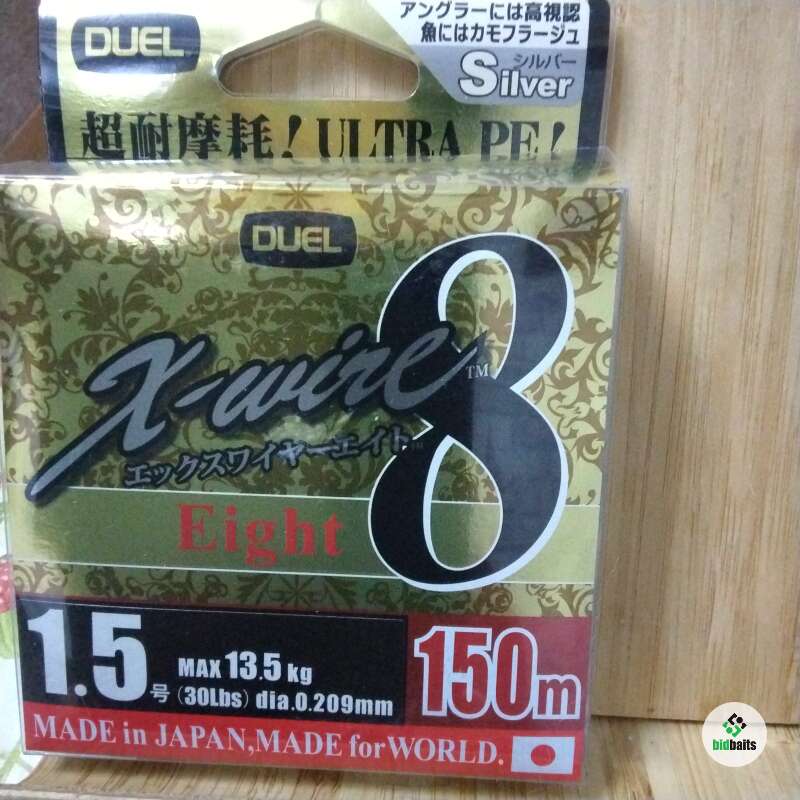 DUEL
アングラーには高視認
魚にはカモフラージュ
シルバー
Silver
超耐摩耗! ULTRA PE!
DUEL
X-wire 8 TM
エックスワイヤーエイト
Eight
1.5号 MAX 13.5kg
(30Lbs) dia.0.209mm
150m
MADE in JAPAN,MADE for WORLD.
bidbaits